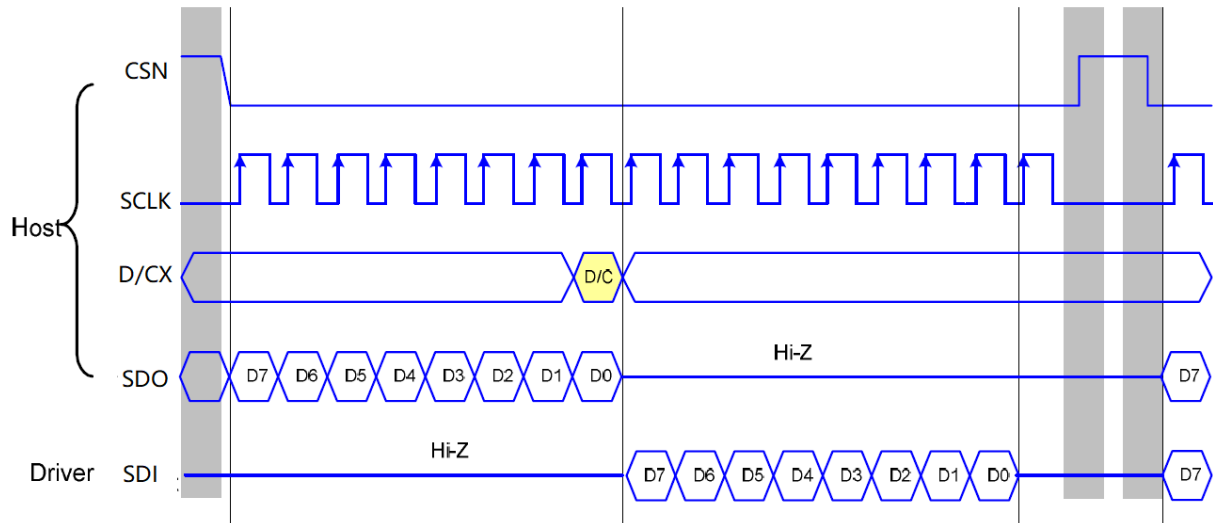 CSN
SCLK
Host
D/CX
D/C
Hi-Z
SDO
D7 D6 D5 D4 D3 D2 D1 D0 D7
Hi-Z
Driver SDI
D7 D6 D5 D4 D3 D2 D1 D0 D7